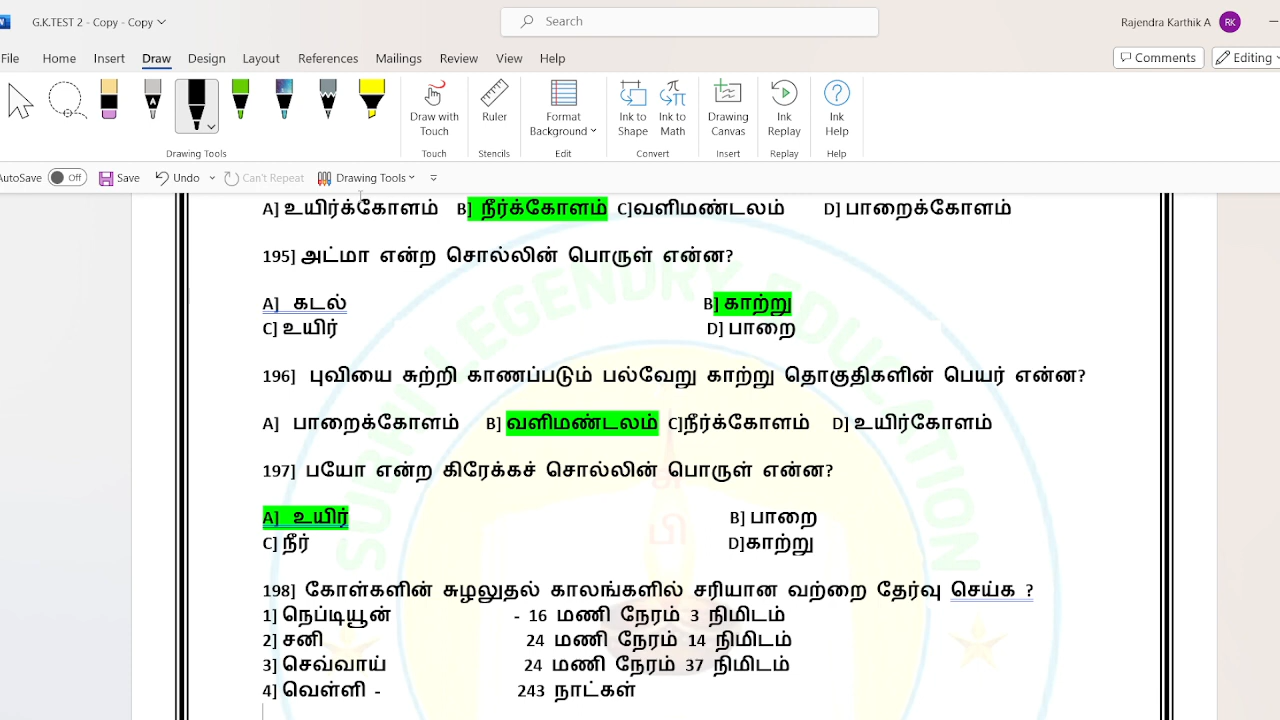 G.K.TEST 2 - Copy - Copy
Search
Rajendra Karthik A
RK
File Home Insert Draw Design Layout References Mailings Review View Help
Comments
Editing
Draw with Touch
Ruler
Format Background
Ink to Shape
Ink to Math
Drawing Canvas
Ink Replay
Ink Help
Drawing Tools Touch Stencils Edit Convert Insert Replay Help
AutoSave Off Save Undo Can't Repeat Drawing Tools
A] உயிர்க்கோளம் B] நீர்க்கோளம் C]வளிமண்டலம் D] பாறைக்கோளம்
195] அட்மா என்ற சொல்லின் பொருள் என்ன?
A] கடல் B] காற்று
C] உயிர் D] பாறை
196] புவியை சுற்றி காணப்படும் பல்வேறு காற்று தொகுதிகளின் பெயர் என்ன?
A] பாறைக்கோளம் B] வளிமண்டலம் C]நீர்க்கோளம் D] உயிர்கோளம்
197] பயோ என்ற கிரேக்கச் சொல்லின் பொருள் என்ன?
A] உயிர் B] பாறை
C] நீர் D]காற்று
198] கோள்களின் சுழலுதல் காலங்களில் சரியான வற்றை தேர்வு செய்க ?
1] நெப்டியூன் - 16 மணி நேரம் 3 நிமிடம்
2] சனி 24 மணி நேரம் 14 நிமிடம்
3] செவ்வாய் 24 மணி நேரம் 37 நிமிடம்
4] வெள்ளி - 243 நாட்கள்